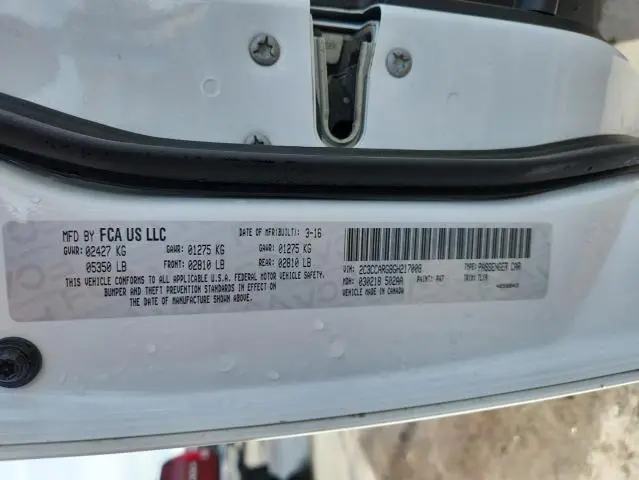 MFD BY FCA US LLC DATE OF MFR(BUILT): 3-16
GVWR: 02427 KG GAWR: 01275 KG GAWR: 01275 KG
05350 LB FRONT: 02810 LB REAR: 02810 LB
THIS VEHICLE CONFORMS TO ALL APPLICABLE U.S.A. FEDERAL MOTOR VEHICLE SAFETY,
BUMPER AND THEFT PREVENTION STANDARDS IN EFFECT ON
THE DATE OF MANUFACTURE SHOWN ABOVE.
VIN: 2C3CCARG8GH217008 TYPE: PASSENGER CAR
MDH: 030218 502AA PAINT: PW7 TRIM:
VEHICLE MADE IN CANADA